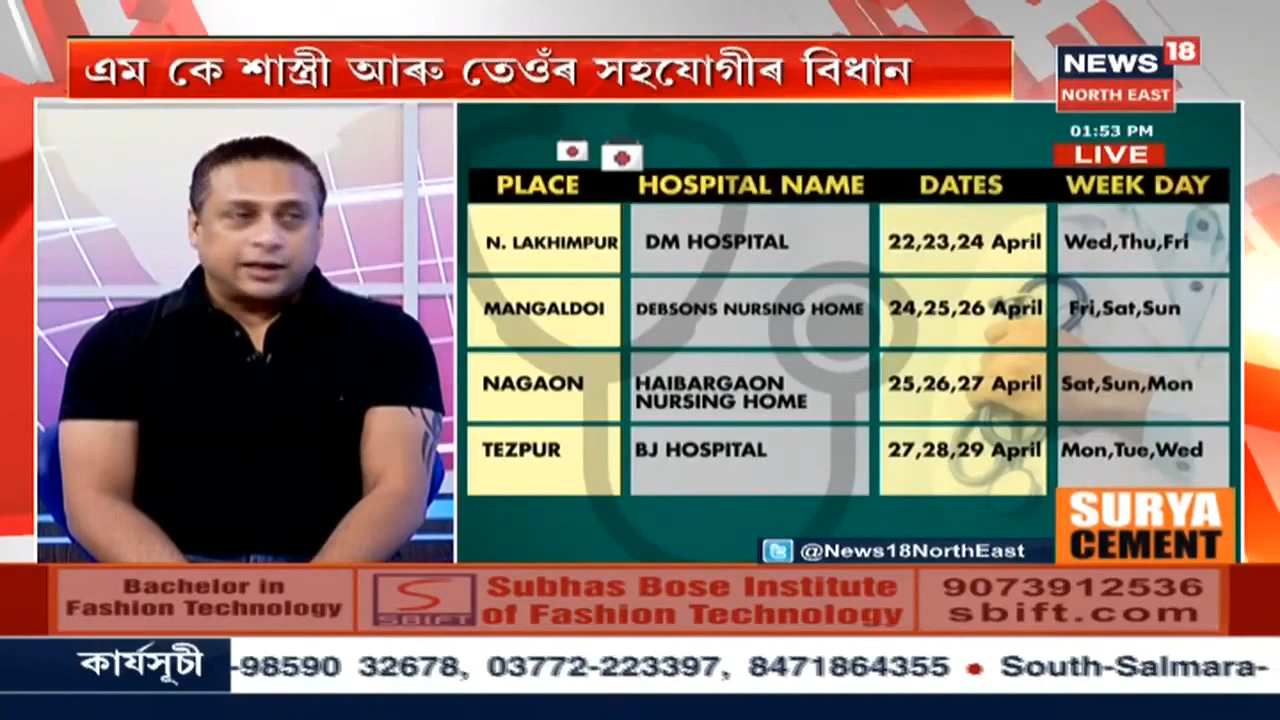 এম কে শাস্ত্ৰী আৰু তেওঁৰ সহযোগীৰ বিধান
NEWS 18
NORTH EAST
01:53 PM
LIVE
PLACE HOSPITAL NAME DATES WEEK DAY
N. LAKHIMPUR DM HOSPITAL 22,23,24 April Wed,Thu,Fri
MANGALDOI DEBSONS NURSING HOME 24,25,26 April Fri,Sat,Sun
NAGAON HAIBARGAON NURSING HOME 25,26,27 April Sat,Sun,Mon
TEZPUR BJ HOSPITAL 27,28,29 April Mon,Tue,Wed
SURYA
CEMENT
@News18NorthEast
Bachelor in
Fashion Technology
SBIFT
Subhas Bose Institute
of Fashion Technology
9073912536
sbift.com
কাৰ্যসূচী -98590 32678, 03772-223397, 8471864355 • South-Salmara-